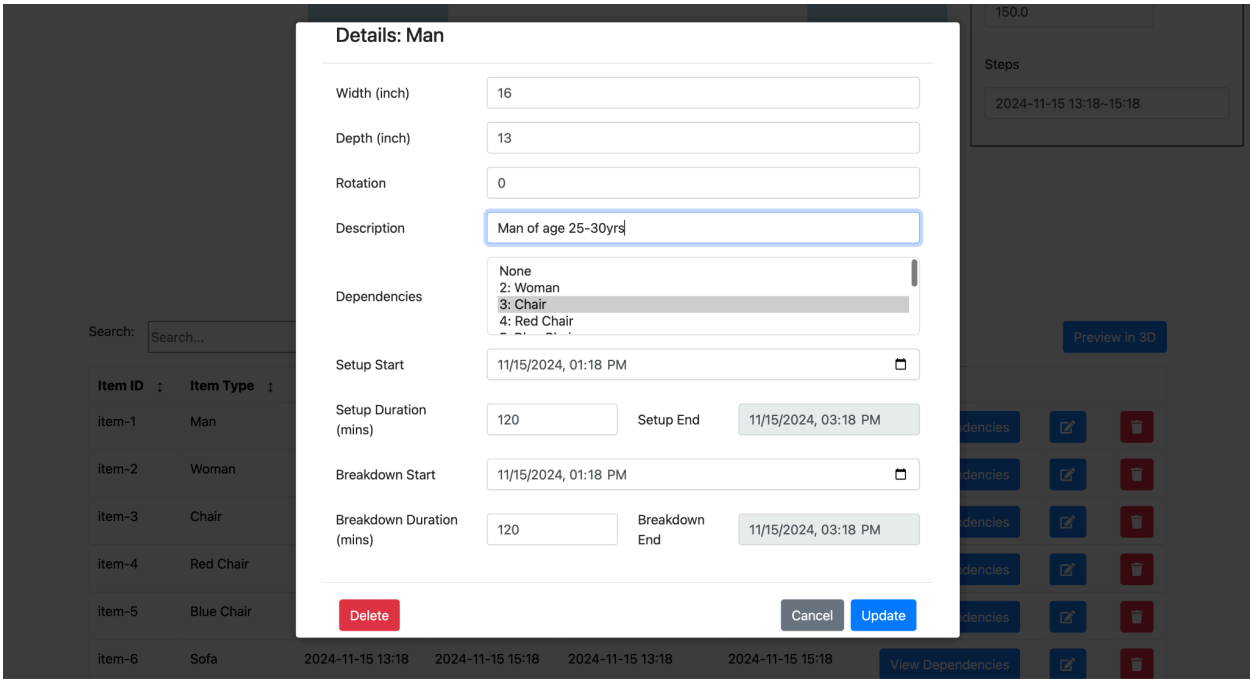 150.0
Steps
2024-11-15 13:18~15:18
Details: Man
Width (inch) 16
Depth (inch) 13
Rotation 0
Description Man of age 25-30yrs
Dependencies
None
2: Woman
3: Chair
4: Red Chair
Setup Start 11/15/2024, 01:18 PM
Setup Duration
(mins) 120 Setup End 11/15/2024, 03:18 PM
Breakdown Start 11/15/2024, 01:18 PM
Breakdown Duration
(mins) 120 Breakdown
End 11/15/2024, 03:18 PM
Delete Cancel Update
Search: Search... Preview in 3D
Item ID ↕ Item Type ↕
item-1 Man
item-2 Woman
item-3 Chair
item-4 Red Chair
item-5 Blue Chair
item-6 Sofa 2024-11-15 13:18 2024-11-15 15:18 2024-11-15 13:18 2024-11-15 15:18 View Dependencies